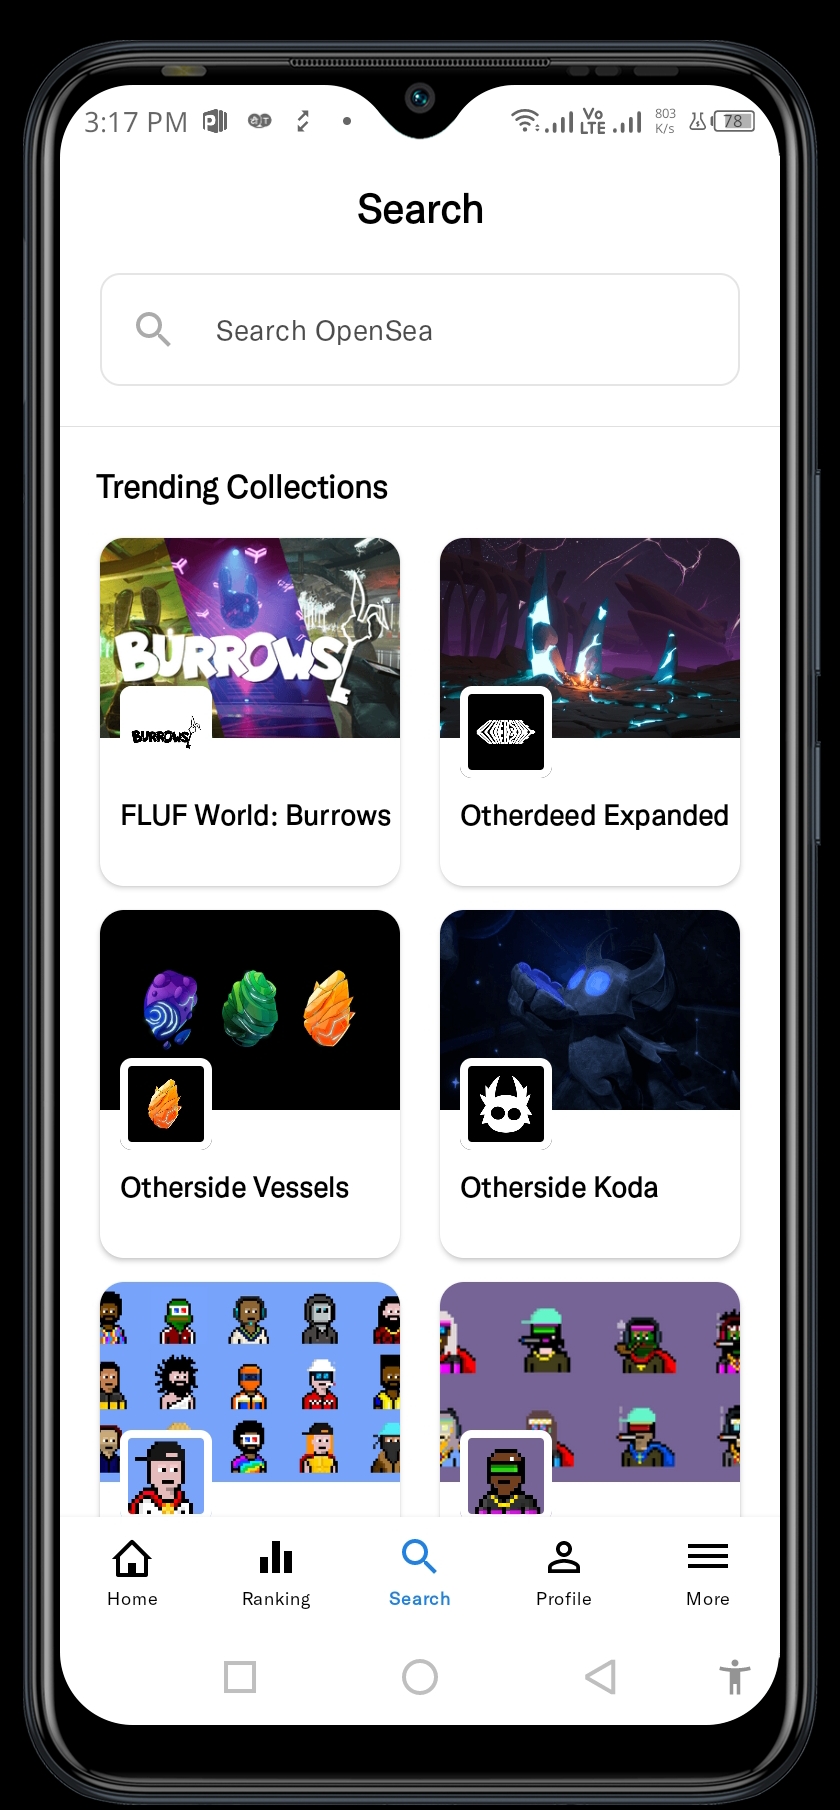 3:17 PM
Vo LTE
803 K/s
78
Search
Search OpenSea
Trending Collections
BURROWS
BURROWS
FLUF World: Burrows
Otherdeed Expanded
Otherside Vessels
Otherside Koda
Home
Ranking
Search
Profile
More